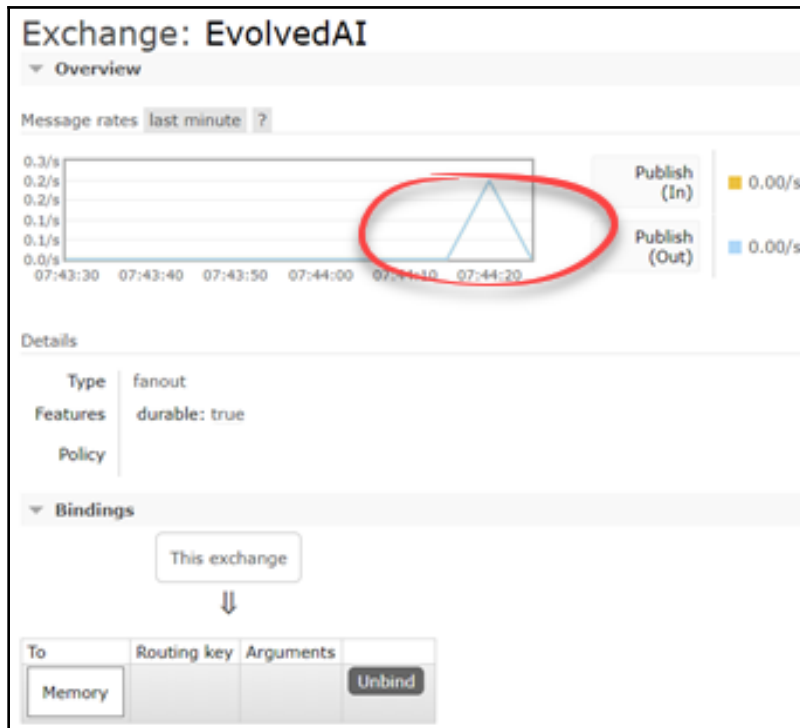 Exchange: EvolvedAI
Overview
Message rates last minute ?
0.3/s
0.2/s
0.2/s
0.1/s
0.1/s
0.0/s
07:43:30 07:43:40 07:43:50 07:44:00 07:44:10 07:44:20
Publish
(In)
0.00/s
Publish
(Out)
0.00/s
Details
Type fanout
Features durable: true
Policy
Bindings
This exchange
⇓
To Routing key Arguments
Memory Unbind